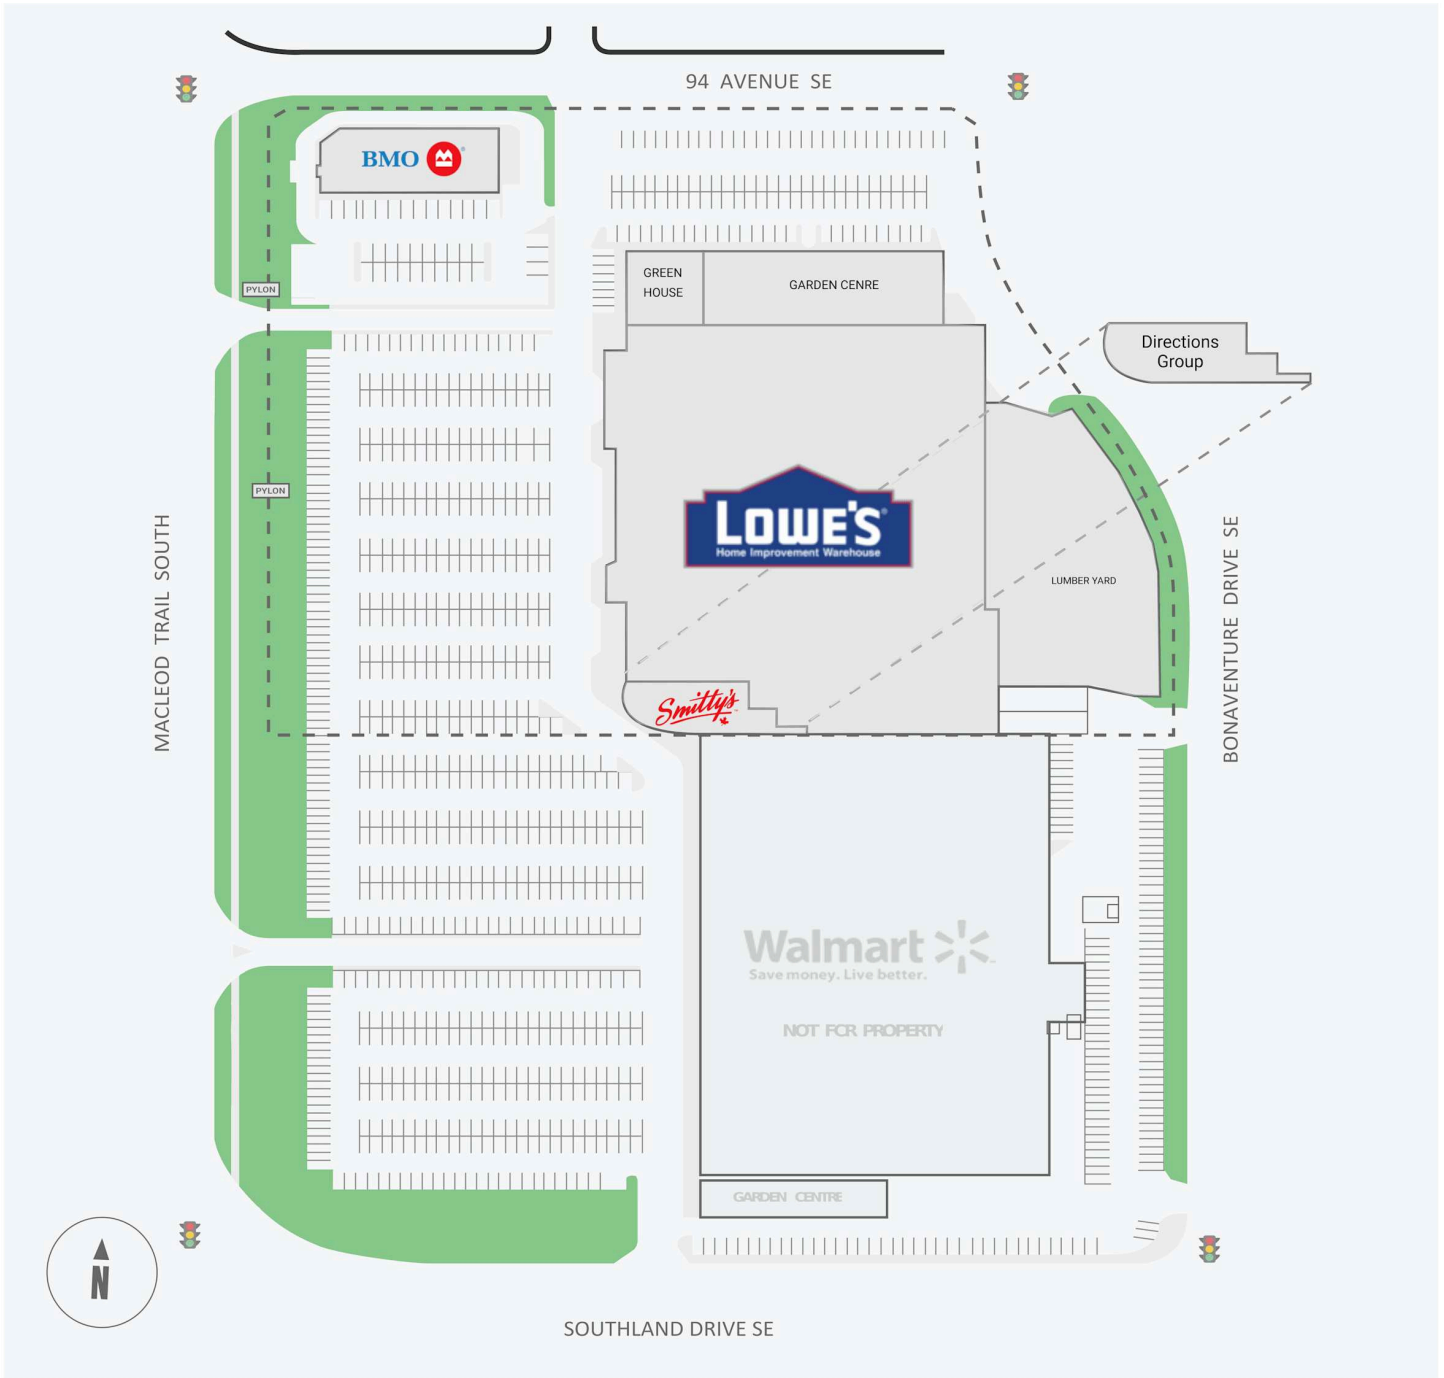 94 AVENUE SE
BMO
PYLON
GREEN
HOUSE
GARDEN CENRE
Directions
Group
PYLON
LOWE'S
Home Improvement Warehouse
LUMBER YARD
MACLEOD TRAIL SOUTH
BONAVENTURE DRIVE SE
Smitty's
Walmart
Save money. Live better.
NOT FCR PROPERTY
GARDEN CENTRE
N
SOUTHLAND DRIVE SE